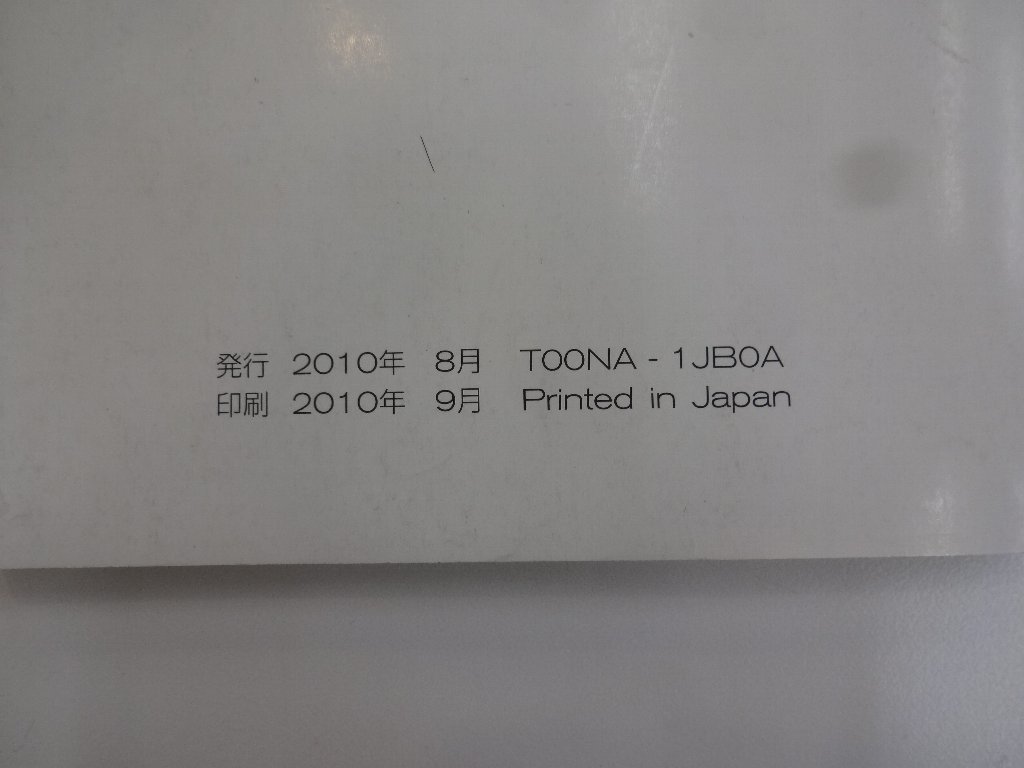 発行 2010年 8月 T00NA - 1JB0A
印刷 2010年 9月 Printed in Japan